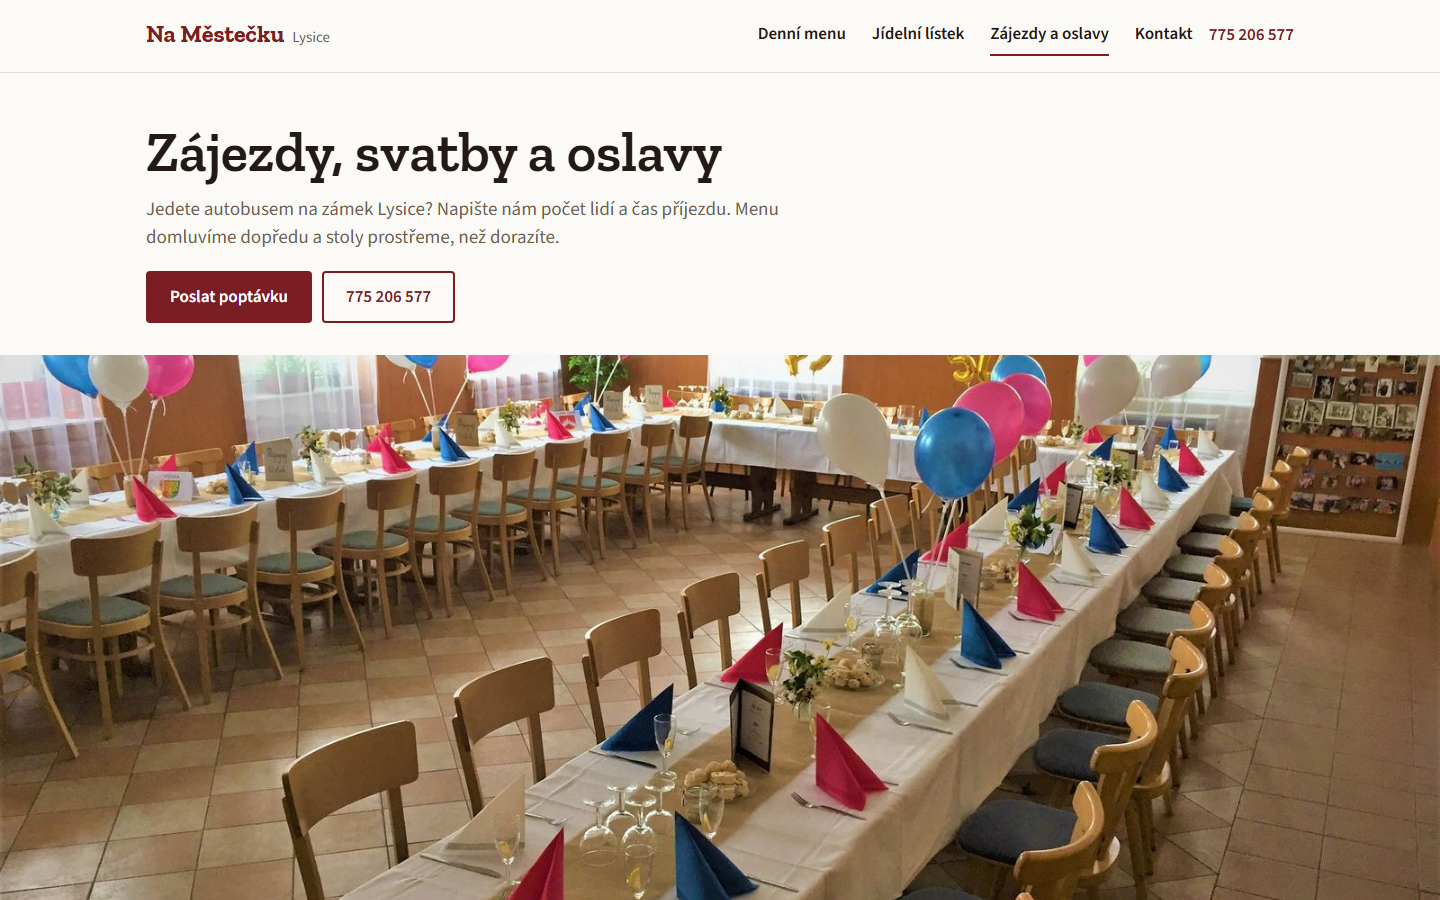 Na Městečku Lysice
Denní menu Jídelní lístek Zájezdy a oslavy Kontakt 775 206 577
Zájezdy, svatby a oslavy
Jedete autobusem na zámek Lysice? Napište nám počet lidí a čas příjezdu. Menu
domluvíme dopředu a stoly prostřeme, než dorazíte.
Poslat poptávku
775 206 577